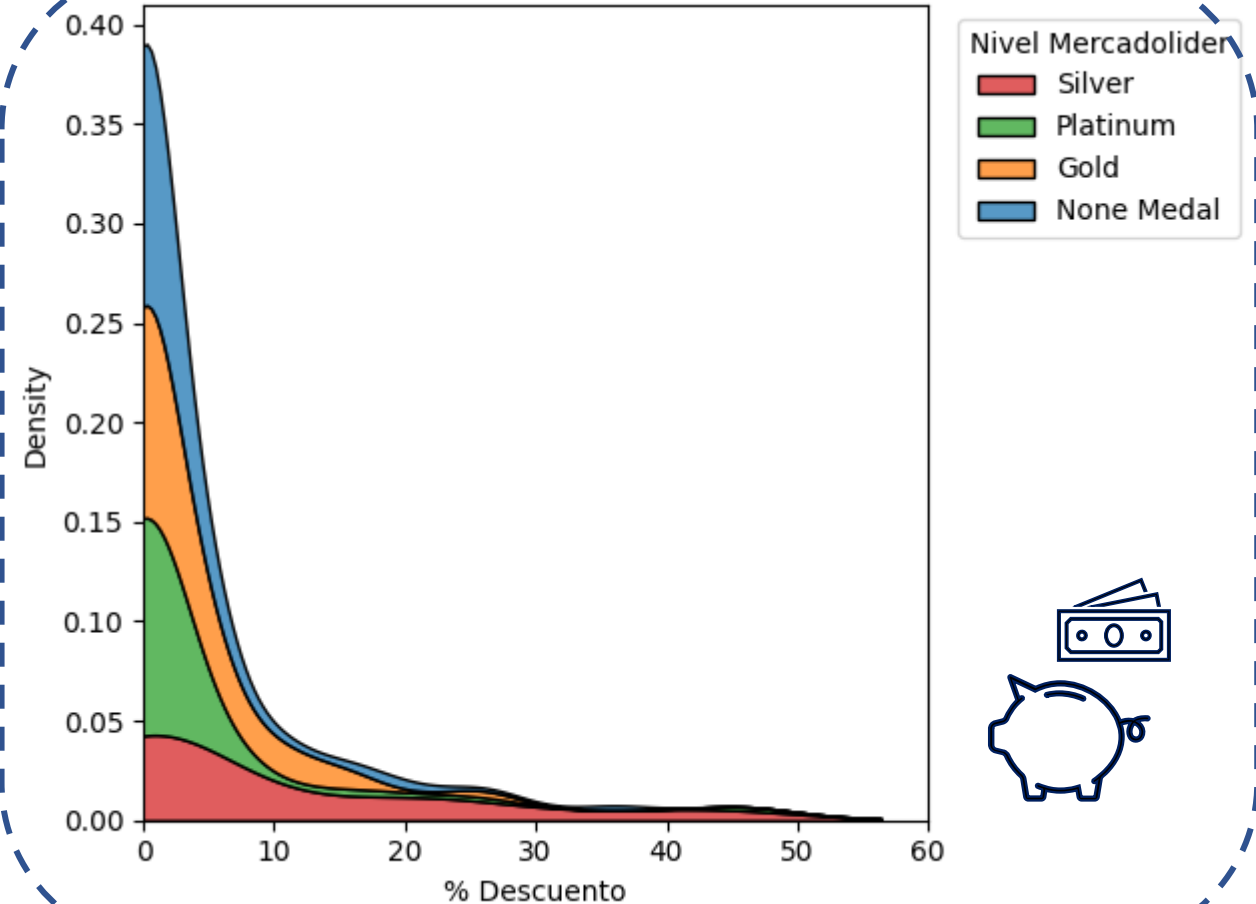 0.40
0.35
0.30
0.25
0.20
0.15
0.10
0.05
0.00
Density
0 10 20 30 40 50 60
% Descuento
Nivel Mercadolider
Silver
Platinum
Gold
None Medal